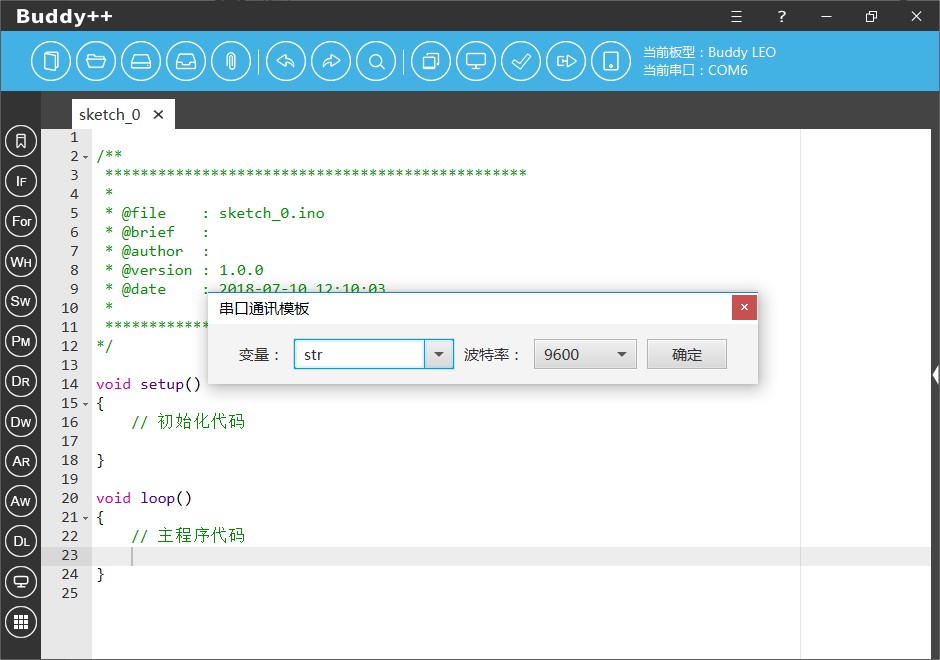 Buddy++
?
当前板型：Buddy LEO
当前串口：COM6
sketch_0
IF
For
WH
SW
PM
DR
DW
AR
AW
DL
1
2 /**
3 ************************************************
4 *
5 * @file : sketch_0.ino
6 * @brief :
7 * @author :
8 * @version : 1.0.0
9 * @date : 2018-07-10 12:10:03
10 *
11 ************
12 */
13
14 void setup()
15 {
16 // 初始化代码
17
18 }
19
20 void loop()
21 {
22 // 主程序代码
23
24 }
25
串口通讯模板
变量： str 波特率： 9600 确定